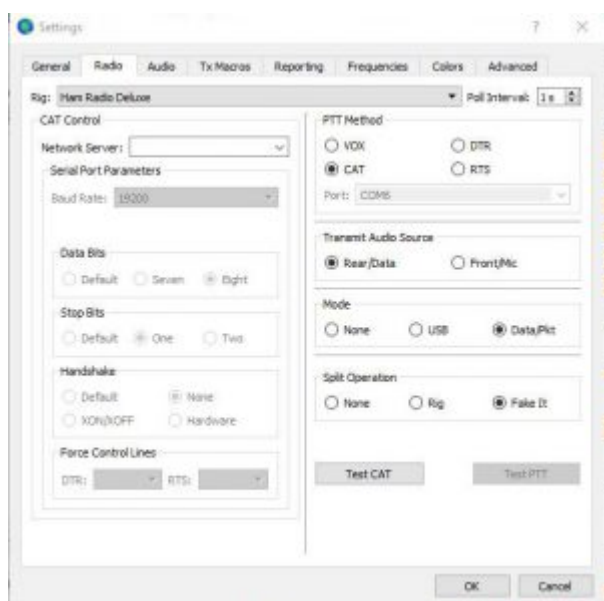 Settings
General Radio Audio Tx Macros Reporting Frequencies Colors Advanced
Rig: Ham Radio Deluxe Poll Interval: 1 s
CAT Control
Network Server:
Serial Port Parameters
Baud Rate: 19200
Data Bits
Default Seven Eight
Stop Bits
Default One Two
Handshake
Default None
XON/XOFF Hardware
Force Control Lines
DTR: RTS:
PTT Method
VOX DTR
CAT RTS
Port: COM6
Transmit Audio Source
Rear/Data Front/Mic
Mode
None USB Data/Pkt
Split Operation
None Rig Fake It
Test CAT Test PTT
OK Cancel